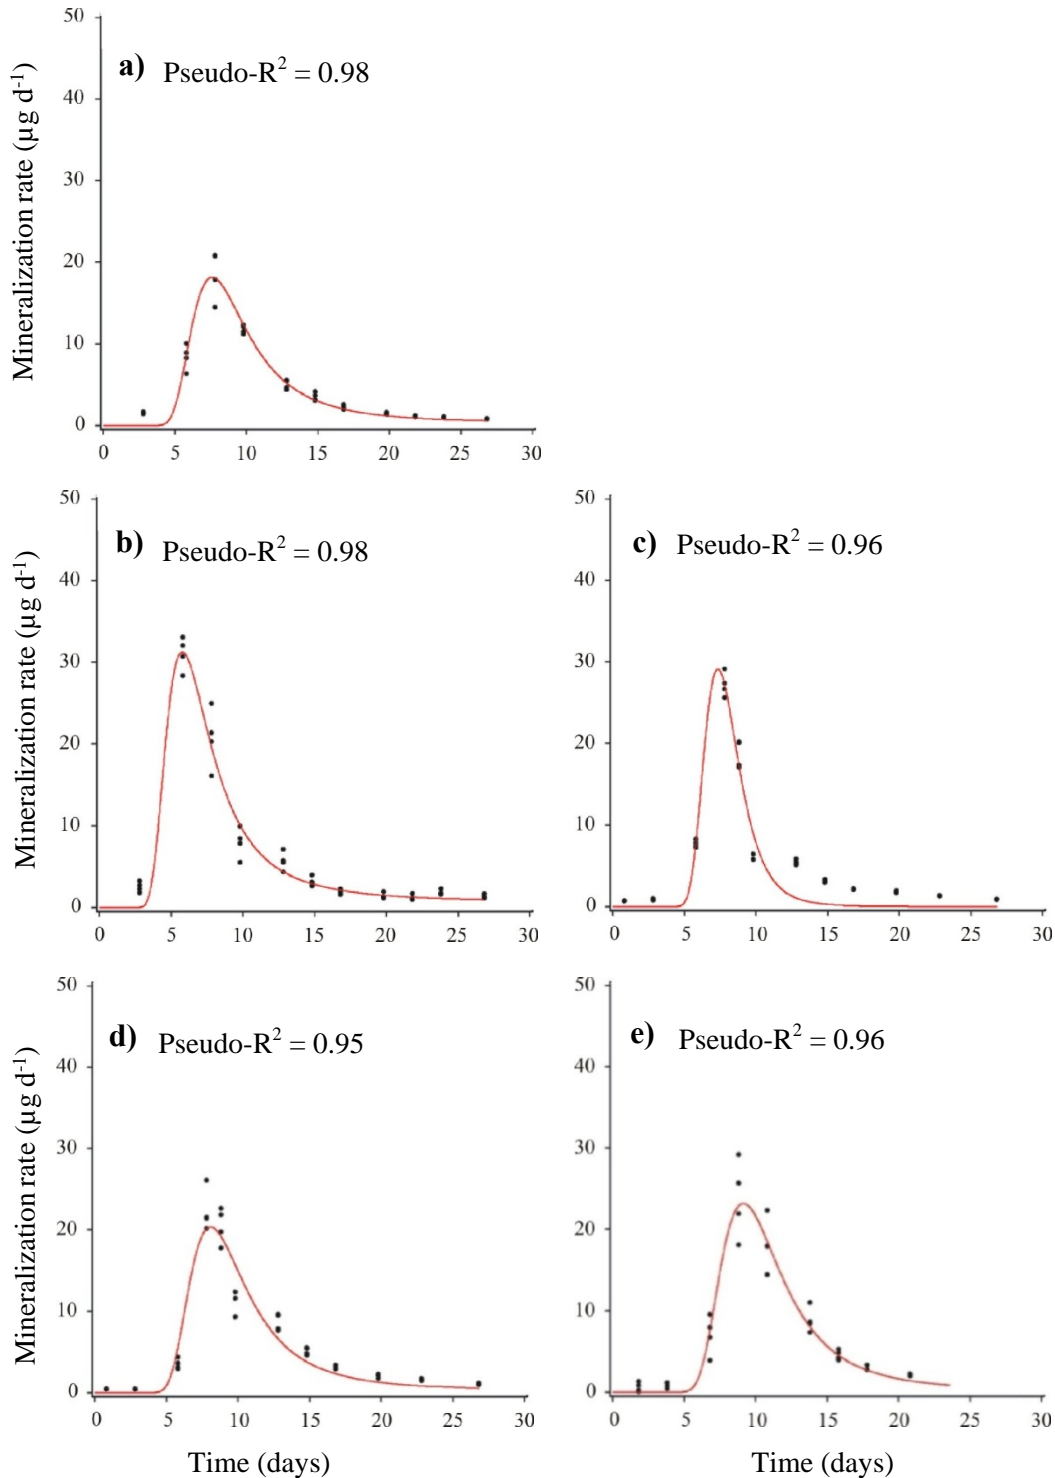 50
a) Pseudo-R² = 0.98
40
30
20
10
0
0 5 10 15 20 25 30
Mineralization rate (µg d⁻¹)
50
b) Pseudo-R² = 0.98
40
30
20
10
0
0 5 10 15 20 25 30
Mineralization rate (µg d⁻¹)
50
c) Pseudo-R² = 0.96
40
30
20
10
0
0 5 10 15 20 25 30
50
d) Pseudo-R² = 0.95
40
30
20
10
0
0 5 10 15 20 25 30
Mineralization rate (µg d⁻¹)
Time (days)
50
e) Pseudo-R² = 0.96
40
30
20
10
0
0 5 10 15 20 25 30
Time (days)